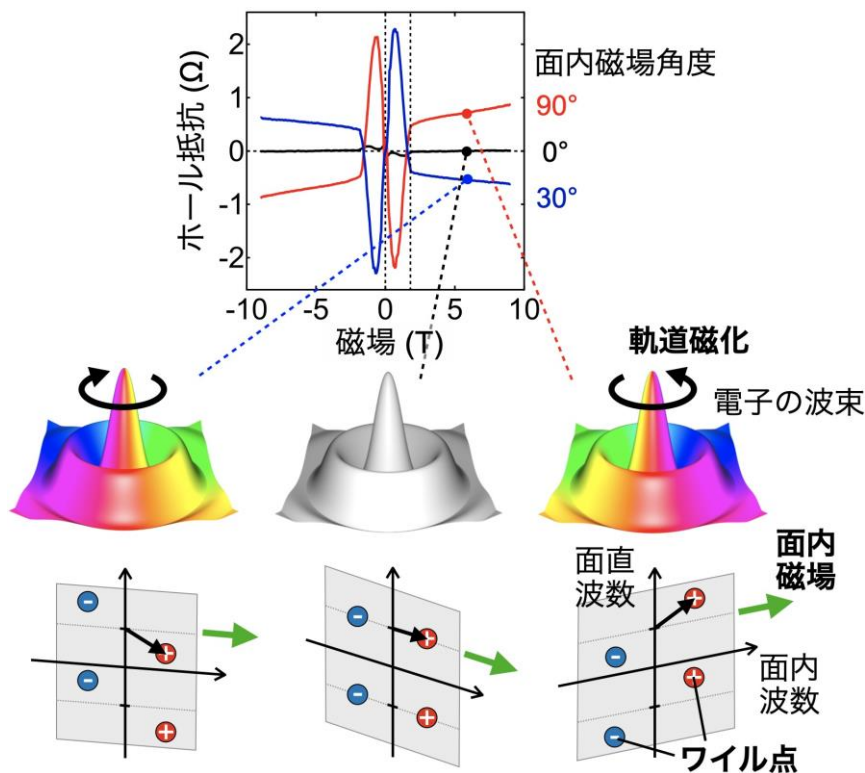 2
1
0
-1
-2
ホール抵抗 (Ω)
-10
-5
0
5
10
磁場 (T)
面内磁場角度
90°
0°
30°
軌道磁化
電子の波束
面直
波数
面内
磁場
面内
波数
ワイル点
-
+
-
+
-
+
-
+
+
-
+
-